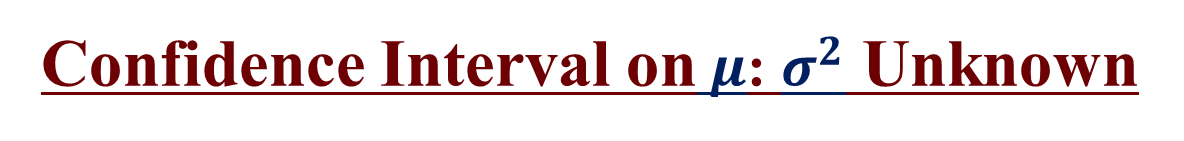 Confidence Interval on μ: σ² Unknown